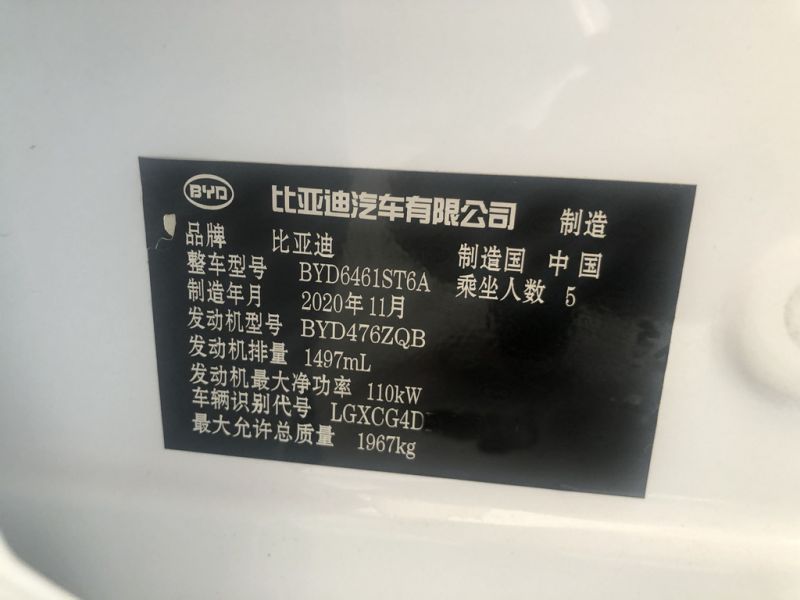 BYD 比亚迪汽车有限公司 制造
品牌 比亚迪 制造国 中国
整车型号 BYD6461ST6A 乘坐人数 5
制造年月 2020年11月
发动机型号 BYD476ZQB
发动机排量 1497mL
发动机最大净功率 110kW
车辆识别代号 LGXCG4D
最大允许总质量 1967kg